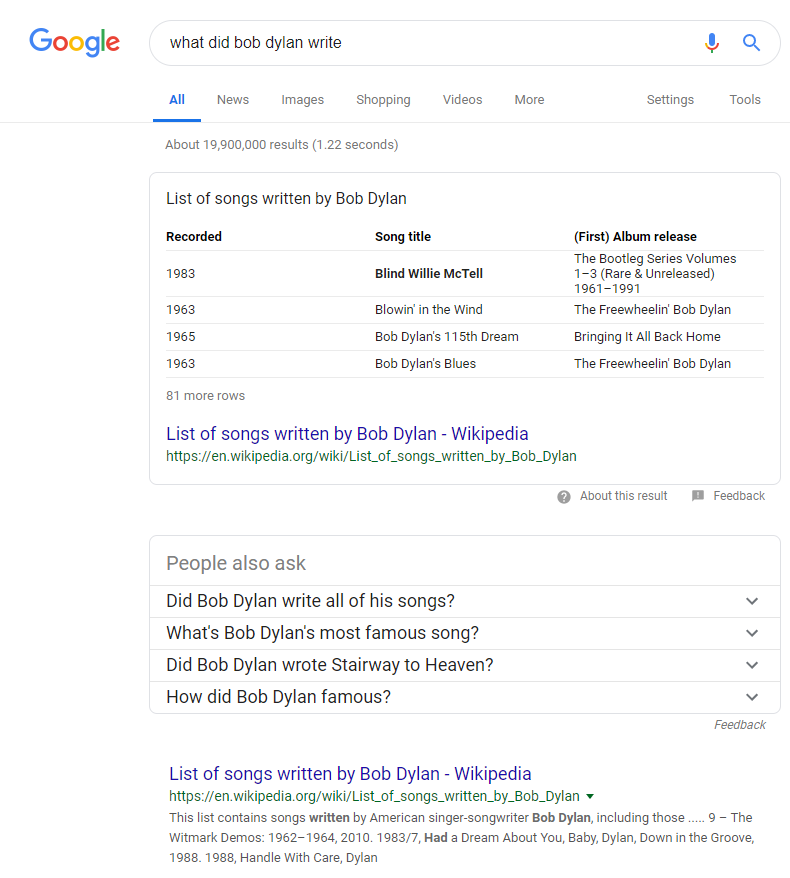 Google
what did bob dylan write
All News Images Shopping Videos More Settings Tools
About 19,900,000 results (1.22 seconds)
List of songs written by Bob Dylan
Recorded Song title (First) Album release
1983 Blind Willie McTell The Bootleg Series Volumes
1–3 (Rare & Unreleased)
1961–1991
1963 Blowin' in the Wind The Freewheelin' Bob Dylan
1965 Bob Dylan's 115th Dream Bringing It All Back Home
1963 Bob Dylan's Blues The Freewheelin' Bob Dylan
81 more rows
List of songs written by Bob Dylan - Wikipedia
https://en.wikipedia.org/wiki/List_of_songs_written_by_Bob_Dylan
About this result Feedback
People also ask
Did Bob Dylan write all of his songs?
What's Bob Dylan's most famous song?
Did Bob Dylan wrote Stairway to Heaven?
How did Bob Dylan famous?
Feedback
List of songs written by Bob Dylan - Wikipedia
https://en.wikipedia.org/wiki/List_of_songs_written_by_Bob_Dylan
This list contains songs written by American singer-songwriter Bob Dylan, including those ..... 9 – The
Witmark Demos: 1962–1964, 2010. 1983/7, Had a Dream About You, Baby, Dylan, Down in the Groove,
1988. 1988, Handle With Care, Dylan